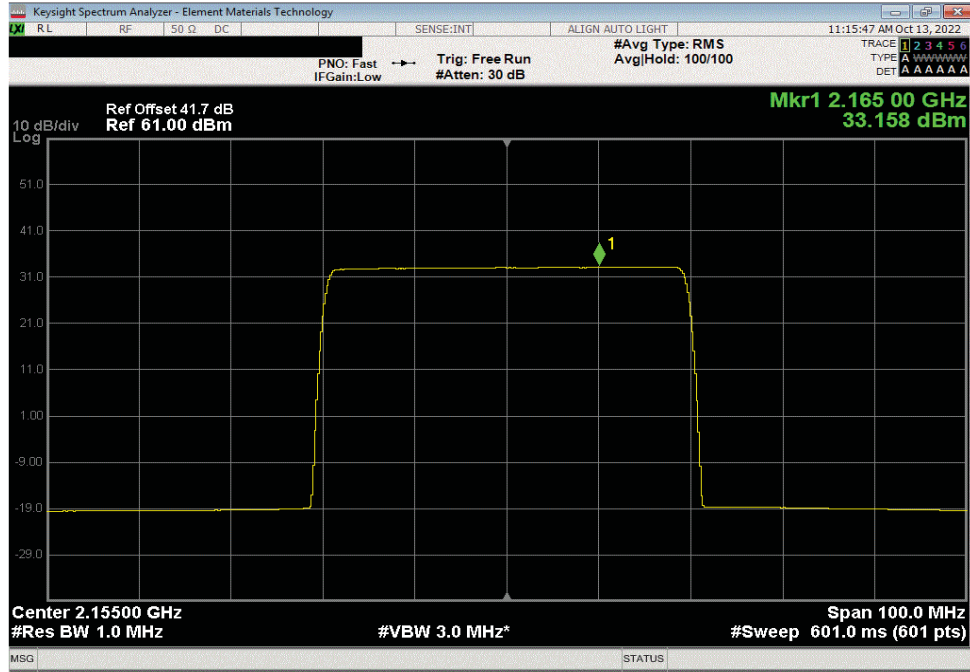 Keysight Spectrum Analyzer - Element Materials Technology
LXI RL RF 50 Ω DC SENSE:INT ALIGN AUTO LIGHT 11:15:47 AM Oct 13, 2022
PNO: Fast Trig: Free Run #Avg Type: RMS TRACE 1 2 3 4 5 6
IFGain:Low #Atten: 30 dB Avg|Hold: 100/100 TYPE A WWWWW
DET A A A A A A
Mkr1 2.165 00 GHz
33.158 dBm
Ref Offset 41.7 dB
10 dB/div Ref 61.00 dBm
Log
1
51.0
41.0
31.0
21.0
11.0
1.00
-9.00
-19.0
-29.0
Center 2.15500 GHz Span 100.0 MHz
#Res BW 1.0 MHz #VBW 3.0 MHz* #Sweep 601.0 ms (601 pts)
MSG STATUS